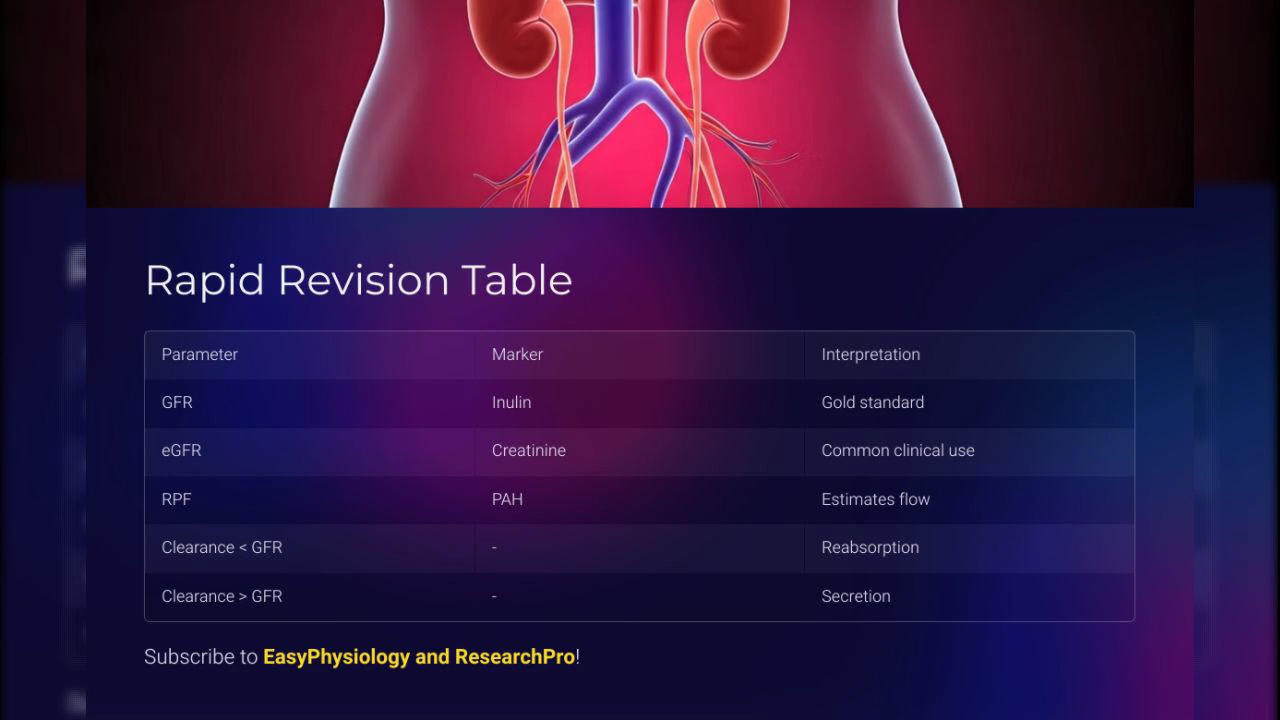 Rapid Revision Table
Parameter Marker Interpretation
GFR Inulin Gold standard
eGFR Creatinine Common clinical use
RPF PAH Estimates flow
Clearance < GFR - Reabsorption
Clearance > GFR - Secretion
Subscribe to EasyPhysiology and ResearchPro!